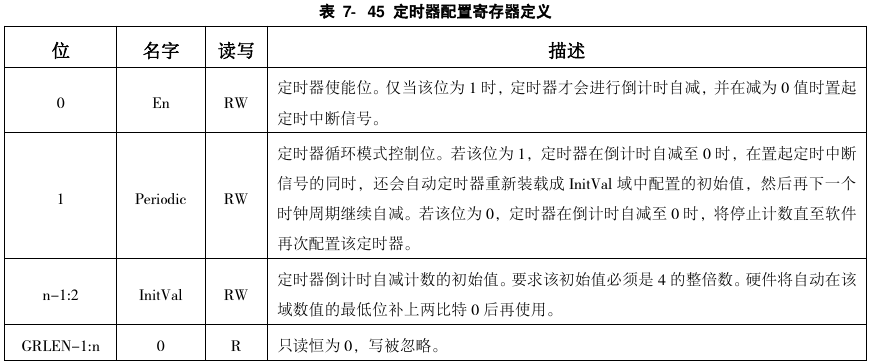 表 7- 45 定时器配置寄存器定义
位 名字 读写 描述
0 En RW 定时器使能位。仅当该位为 1 时，定时器才会进行倒计时自减，并在减为 0 值时置起
定时中断信号。
1 Periodic RW 定时器循环模式控制位。若该位为 1，定时器在倒计时自减至 0 时，在置起定时中断
信号的同时，还会自动定时器重新装载成 InitVal 域中配置的初始值，然后再下一个
时钟周期继续自减。若该位为 0，定时器在倒计时自减至 0 时，将停止计数直至软件
再次配置该定时器。
n-1:2 InitVal RW 定时器倒计时自减计数的初始值。要求该初始值必须是 4 的整倍数。硬件将自动在该
域数值的最低位补上两比特 0 后再使用。
GRLEN-1:n 0 R 只读恒为 0，写被忽略。